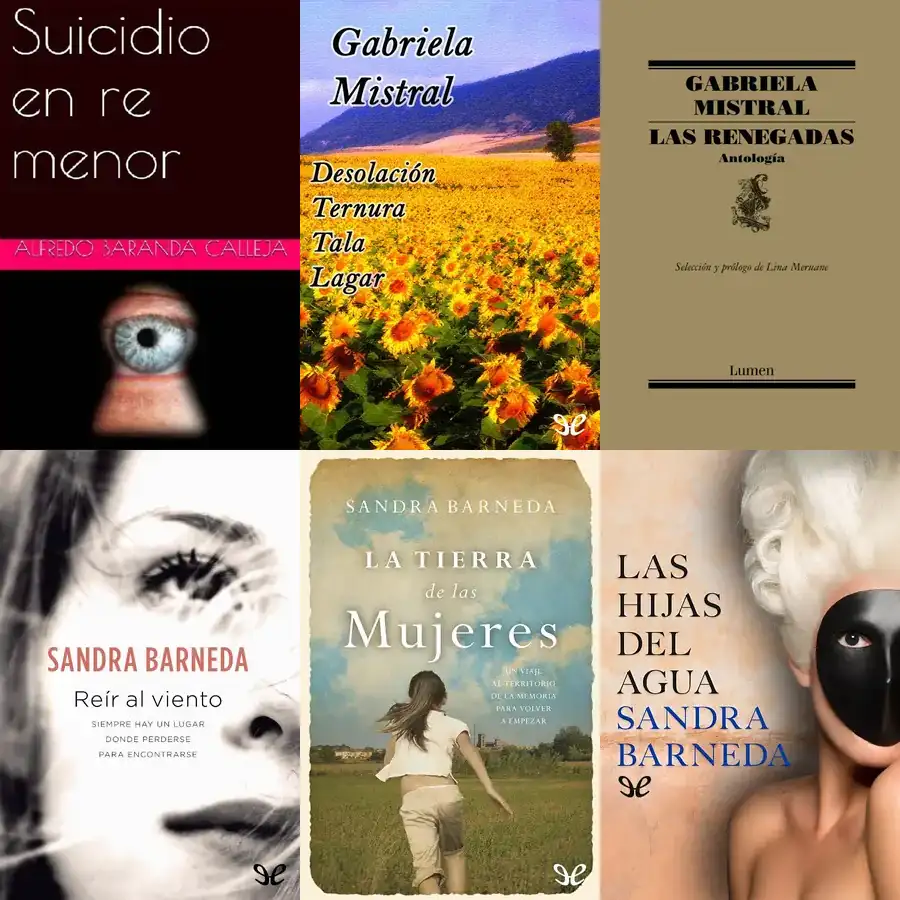 Suicidio
en re
menor
ALFREDO BARANDA CALLEJA
Gabriela
Mistral
Desolación
Ternura
Tala
Lagar
GABRIELA
MISTRAL
LAS RENEGADAS
Antología
Selección y prólogo de Lina Meruane
Lumen
SANDRA BARNEDA
Reír al viento
SIEMPRE HAY UN LUGAR
DONDE PERDERSE
PARA ENCONTRARSE
SANDRA BARNEDA
LA TIERRA
de las
Mujeres
UN VIAJE
AL TERRITORIO
DE LA MEMORIA
PARA VOLVER
A EMPEZAR
LAS
HIJAS
DEL
AGUA
SANDRA
BARNEDA